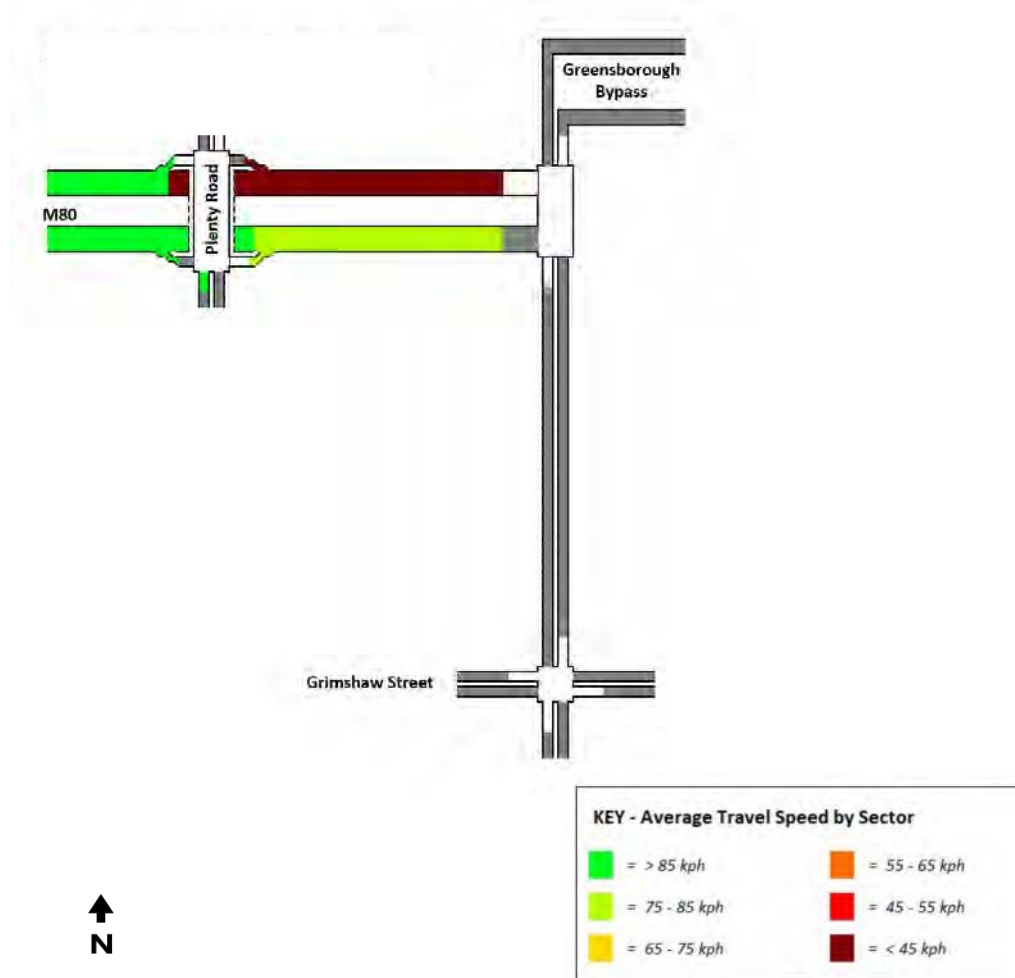 Greensborough
Bypass
Plenty Road
M80
Grimshaw Street
KEY - Average Travel Speed by Sector
= > 85 kph
= 55 - 65 kph
= 75 - 85 kph
= 45 - 55 kph
= 65 - 75 kph
= < 45 kph
N